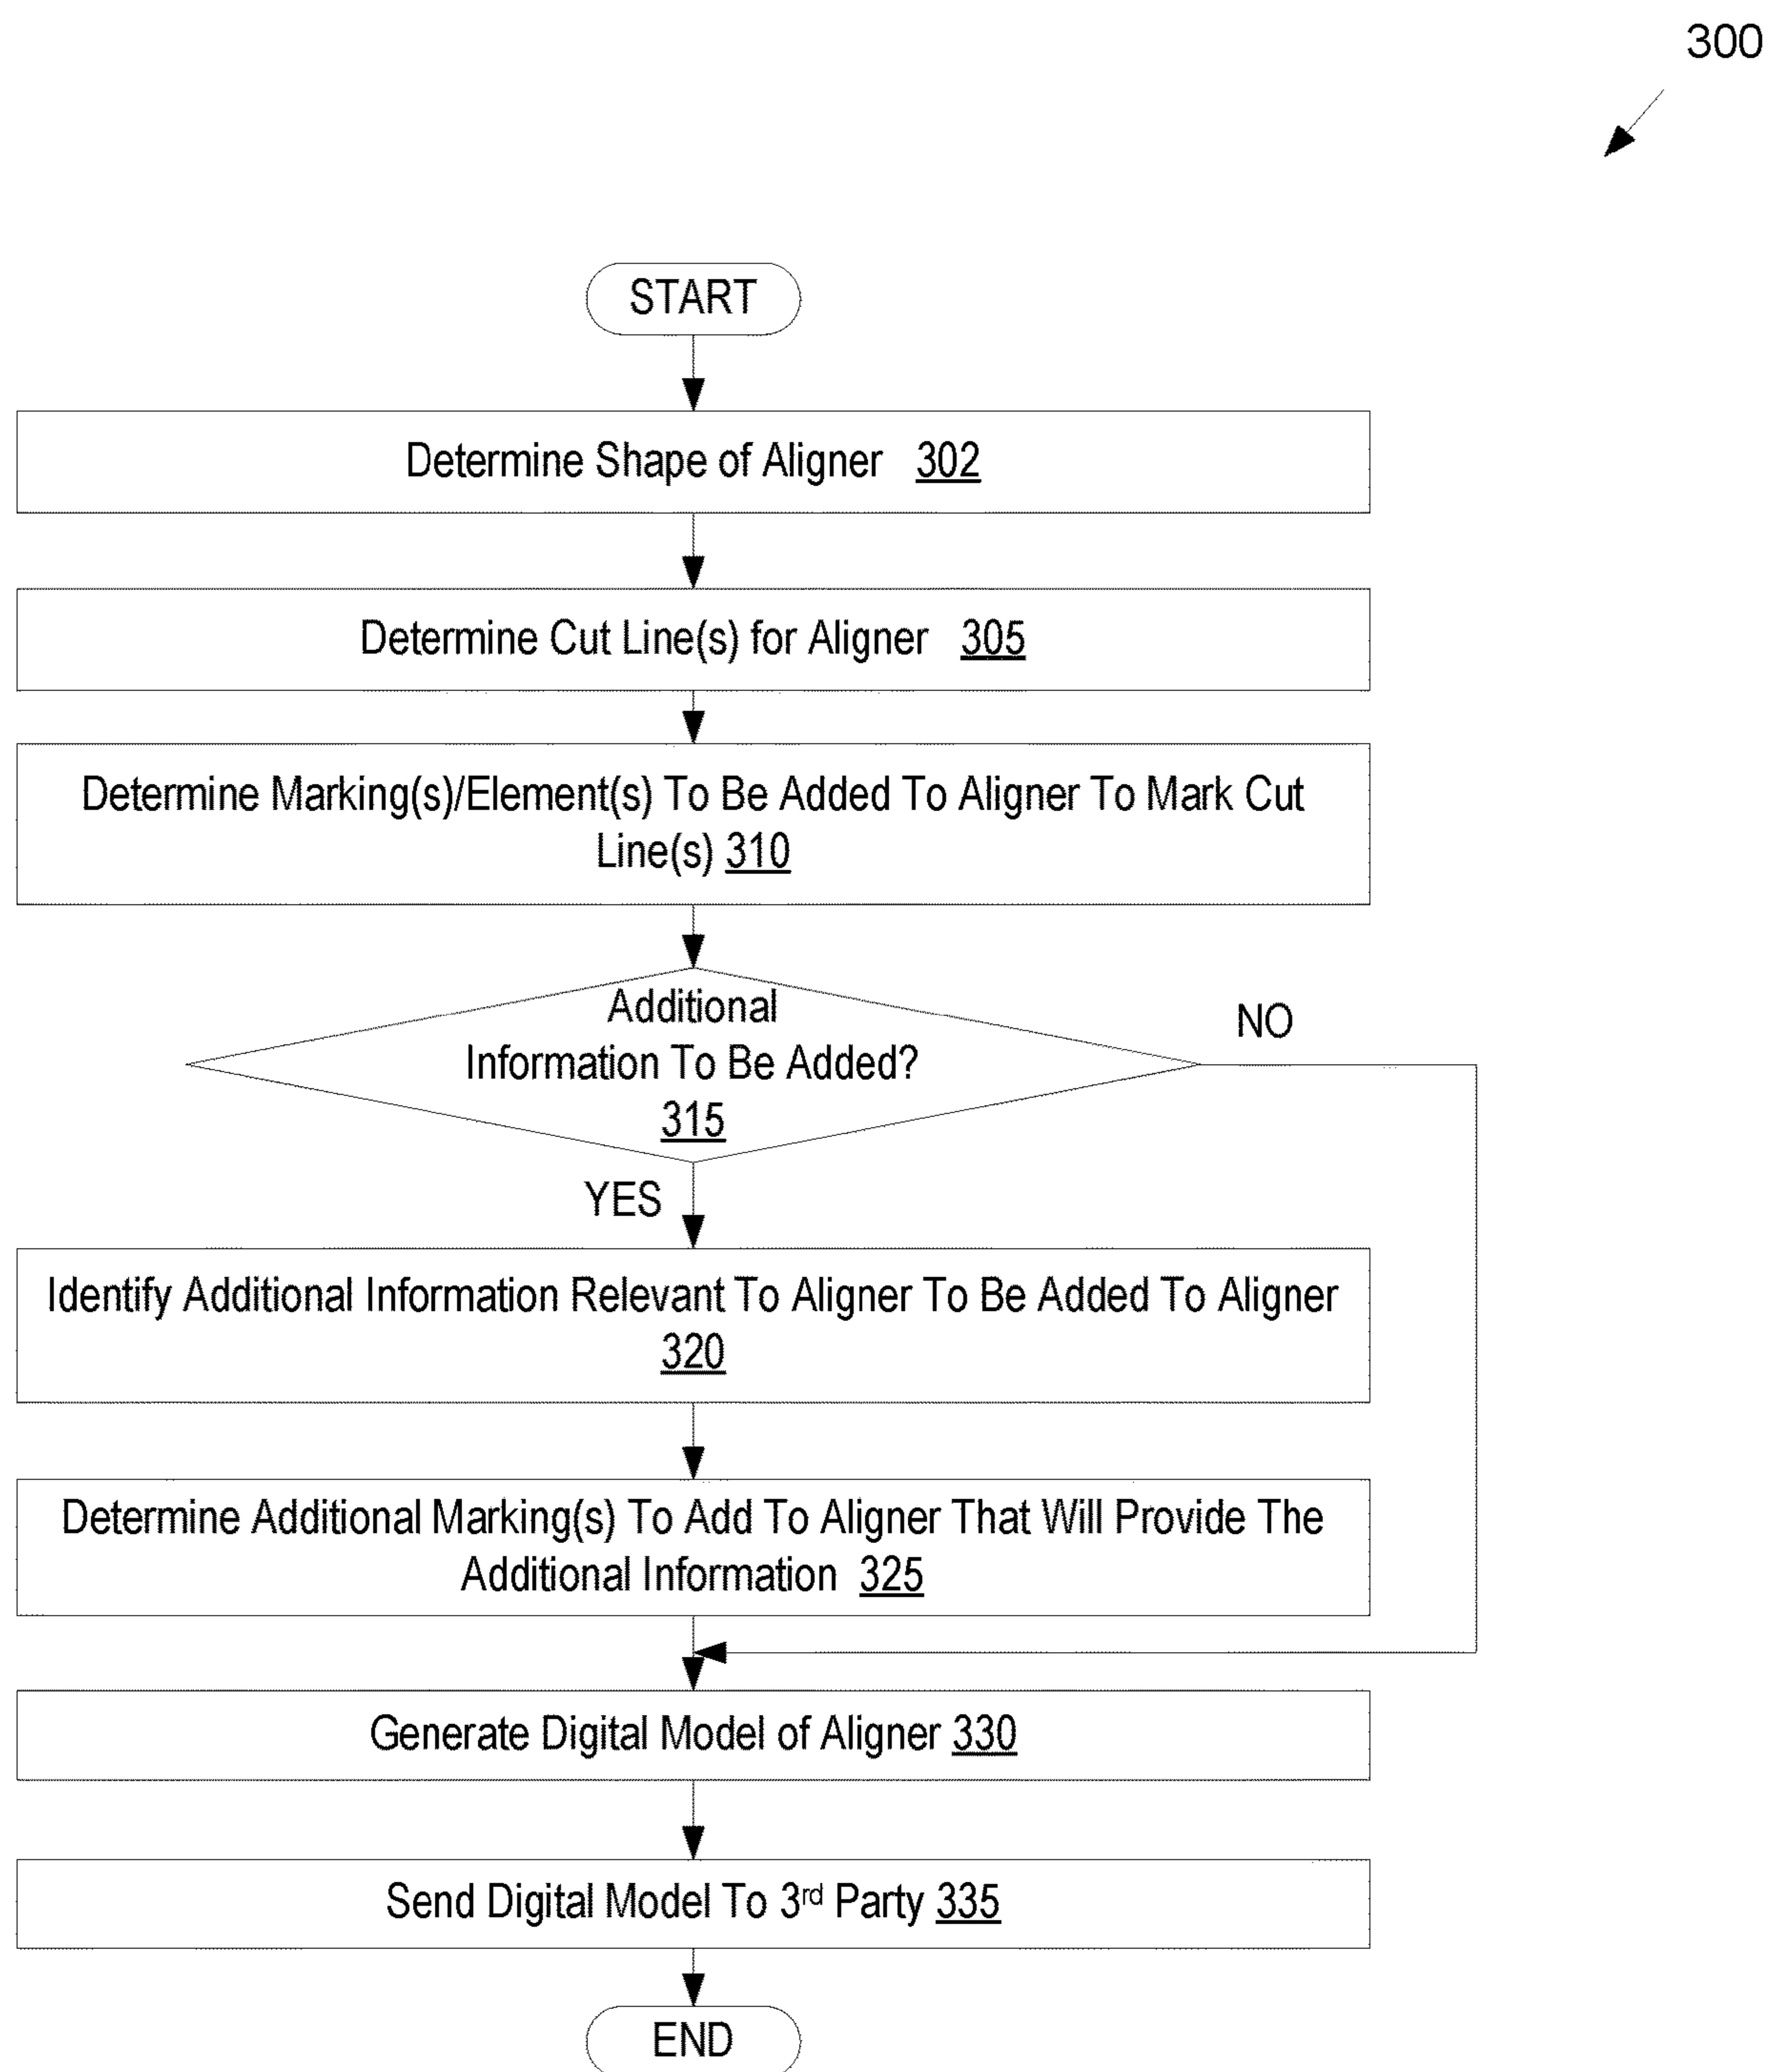 300
START
Determine Shape of Aligner 302
Determine Cut Line(s) for Aligner 305
Determine Marking(s)/Element(s) To Be Added To Aligner To Mark Cut
Line(s) 310
Additional
Information To Be Added?
315
NO
YES
Identify Additional Information Relevant To Aligner To Be Added To Aligner
320
Determine Additional Marking(s) To Add To Aligner That Will Provide The
Additional Information 325
Generate Digital Model of Aligner 330
Send Digital Model To 3rd Party 335
END